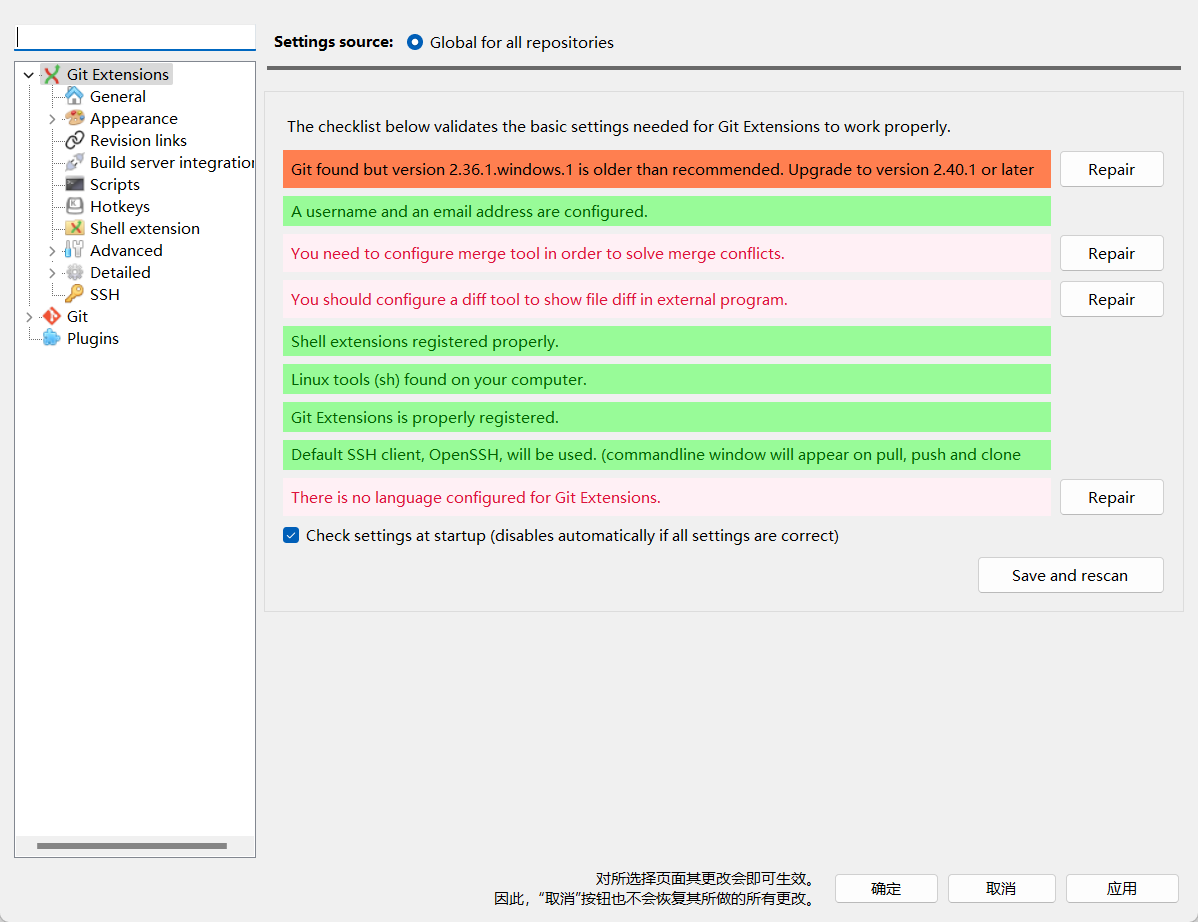 Settings source:
Global for all repositories
Git Extensions
General
Appearance
Revision links
Build server integration
Scripts
Hotkeys
Shell extension
Advanced
Detailed
SSH
Git
Plugins
The checklist below validates the basic settings needed for Git Extensions to work properly.
Git found but version 2.36.1.windows.1 is older than recommended. Upgrade to version 2.40.1 or later
Repair
A username and an email address are configured.
You need to configure merge tool in order to solve merge conflicts.
Repair
You should configure a diff tool to show file diff in external program.
Repair
Shell extensions registered properly.
Linux tools (sh) found on your computer.
Git Extensions is properly registered.
Default SSH client, OpenSSH, will be used. (commandline window will appear on pull, push and clone
There is no language configured for Git Extensions.
Repair
Check settings at startup (disables automatically if all settings are correct)
Save and rescan
对所选择页面其更改会即可生效。
因此，“取消”按钮也不会恢复其所做的所有更改。
确定
取消
应用